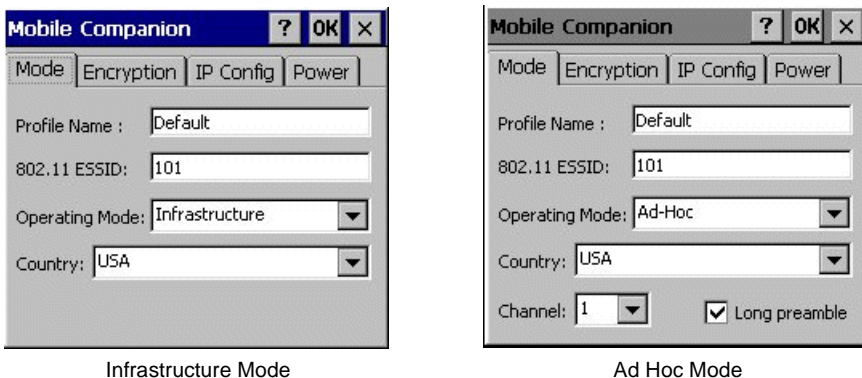 Mobile Companion ? OK ×
Mode Encryption IP Config Power
Profile Name : Default
802.11 ESSID: 101
Operating Mode: Infrastructure
Country: USA
Infrastructure Mode
Mobile Companion ? OK ×
Mode Encryption IP Config Power
Profile Name : Default
802.11 ESSID: 101
Operating Mode: Ad-Hoc
Country: USA
Channel: 1 Long preamble
Ad Hoc Mode